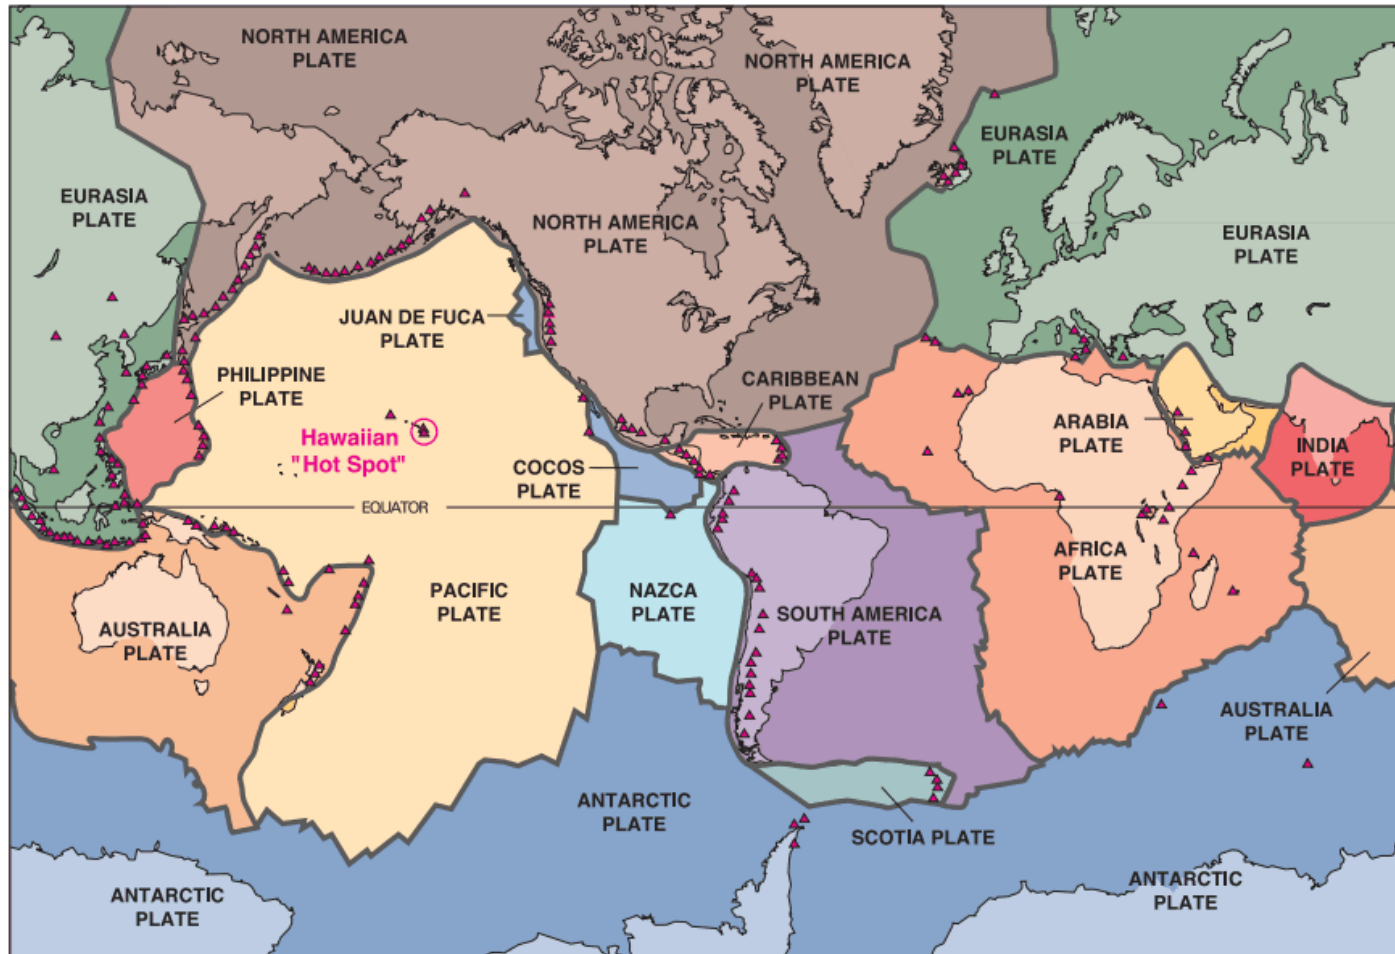 NORTH AMERICA
PLATE
NORTH AMERICA
PLATE
EURASIA
PLATE
EURASIA
PLATE
NORTH AMERICA
PLATE
EURASIA
PLATE
JUAN DE FUCA
PLATE
PHILIPPINE
PLATE
CARIBBEAN
PLATE
ARABIA
PLATE
Hawaiian
"Hot Spot"
INDIA
PLATE
COCOS
PLATE
EQUATOR
AFRICA
PLATE
PACIFIC
PLATE
NAZCA
PLATE
SOUTH AMERICA
PLATE
AUSTRALIA
PLATE
AUSTRALIA
PLATE
ANTARCTIC
PLATE
SCOTIA PLATE
ANTARCTIC
PLATE
ANTARCTIC
PLATE